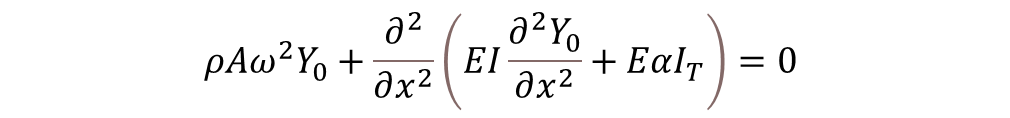 ρAω²Y₀ + ∂²/∂x² (EI ∂²Y₀/∂x² + EαI_T) = 0